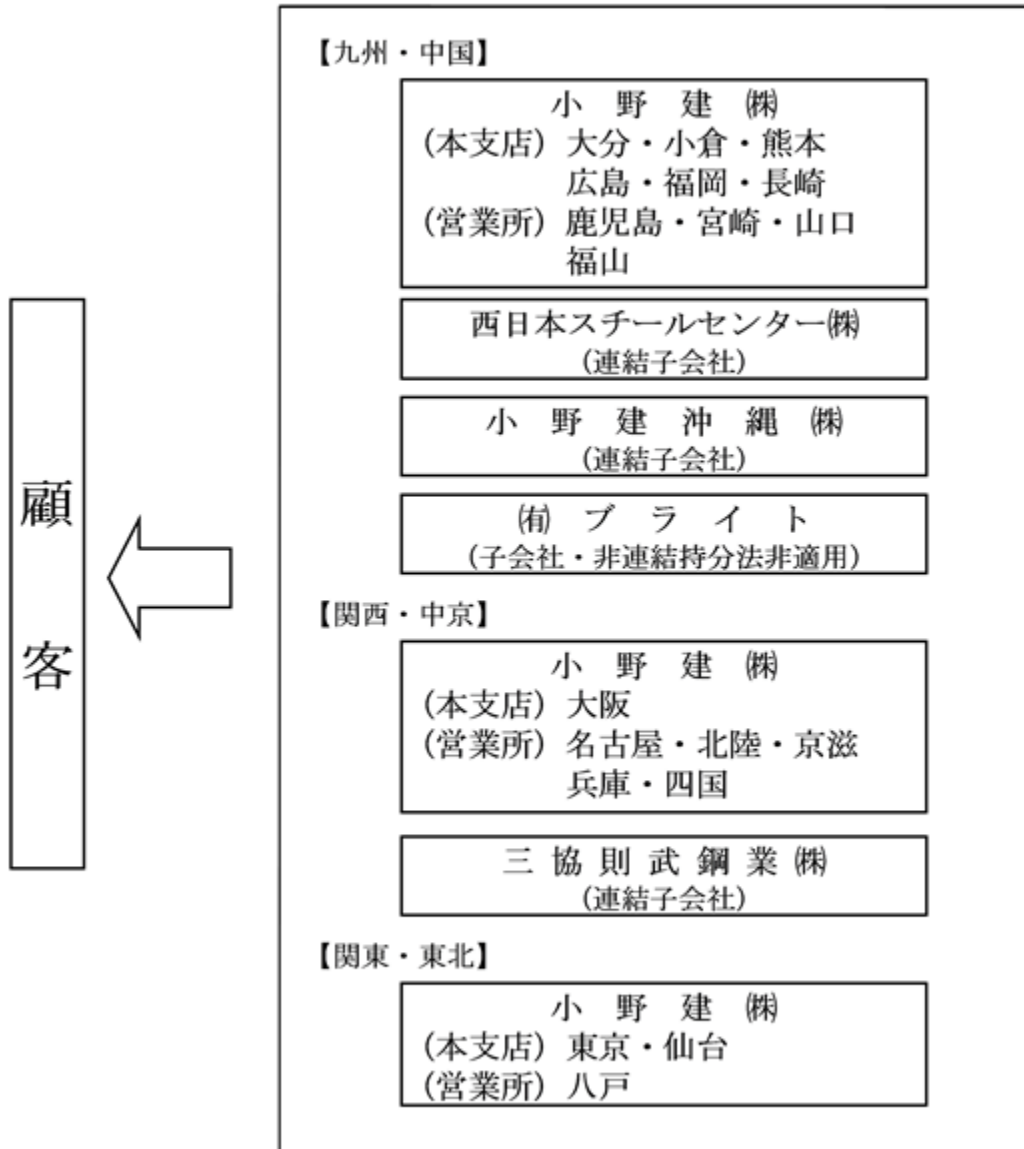 【九州・中国】
小野建㈱
(本支店) 大分・小倉・熊本
広島・福岡・長崎
(営業所) 鹿児島・宮崎・山口
福山
西日本スチールセンター㈱
(連結子会社)
小野建沖縄㈱
(連結子会社)
㈲ブライト
(子会社・非連結持分法非適用)
【関西・中京】
小野建㈱
(本支店) 大阪
(営業所) 名古屋・北陸・京滋
兵庫・四国
三協則武鋼業㈱
(連結子会社)
【関東・東北】
小野建㈱
(本支店) 東京・仙台
(営業所) 八戸
顧客